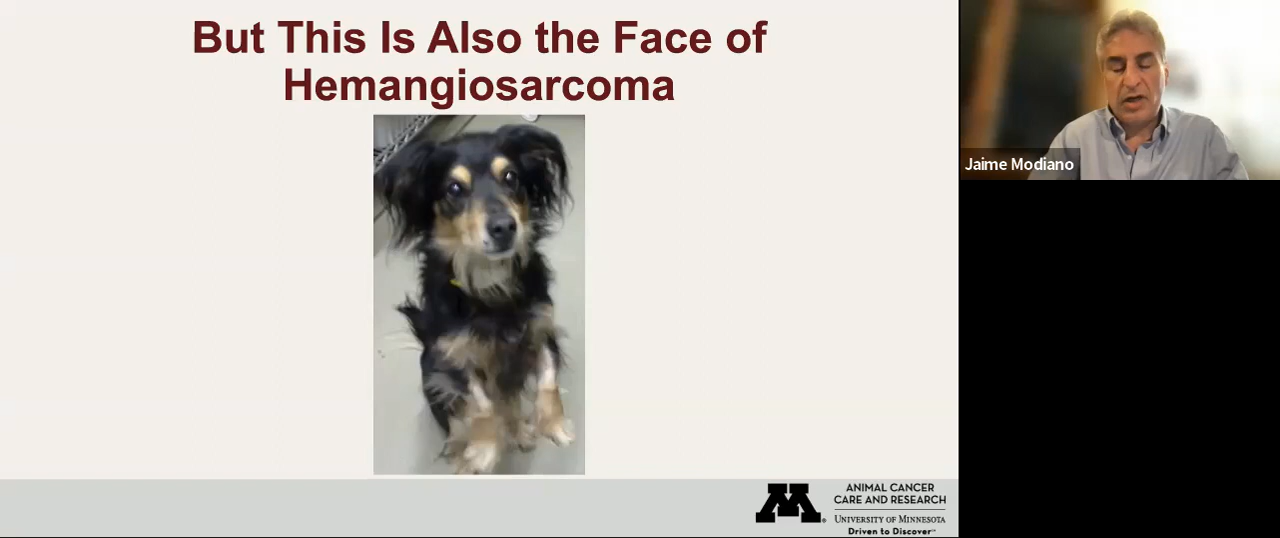 But This Is Also the Face of
Hemangiosarcoma
Jaime Modiano
M
ANIMAL CANCER
CARE AND RESEARCH
UNIVERSITY OF MINNESOTA
Driven to Discover℠